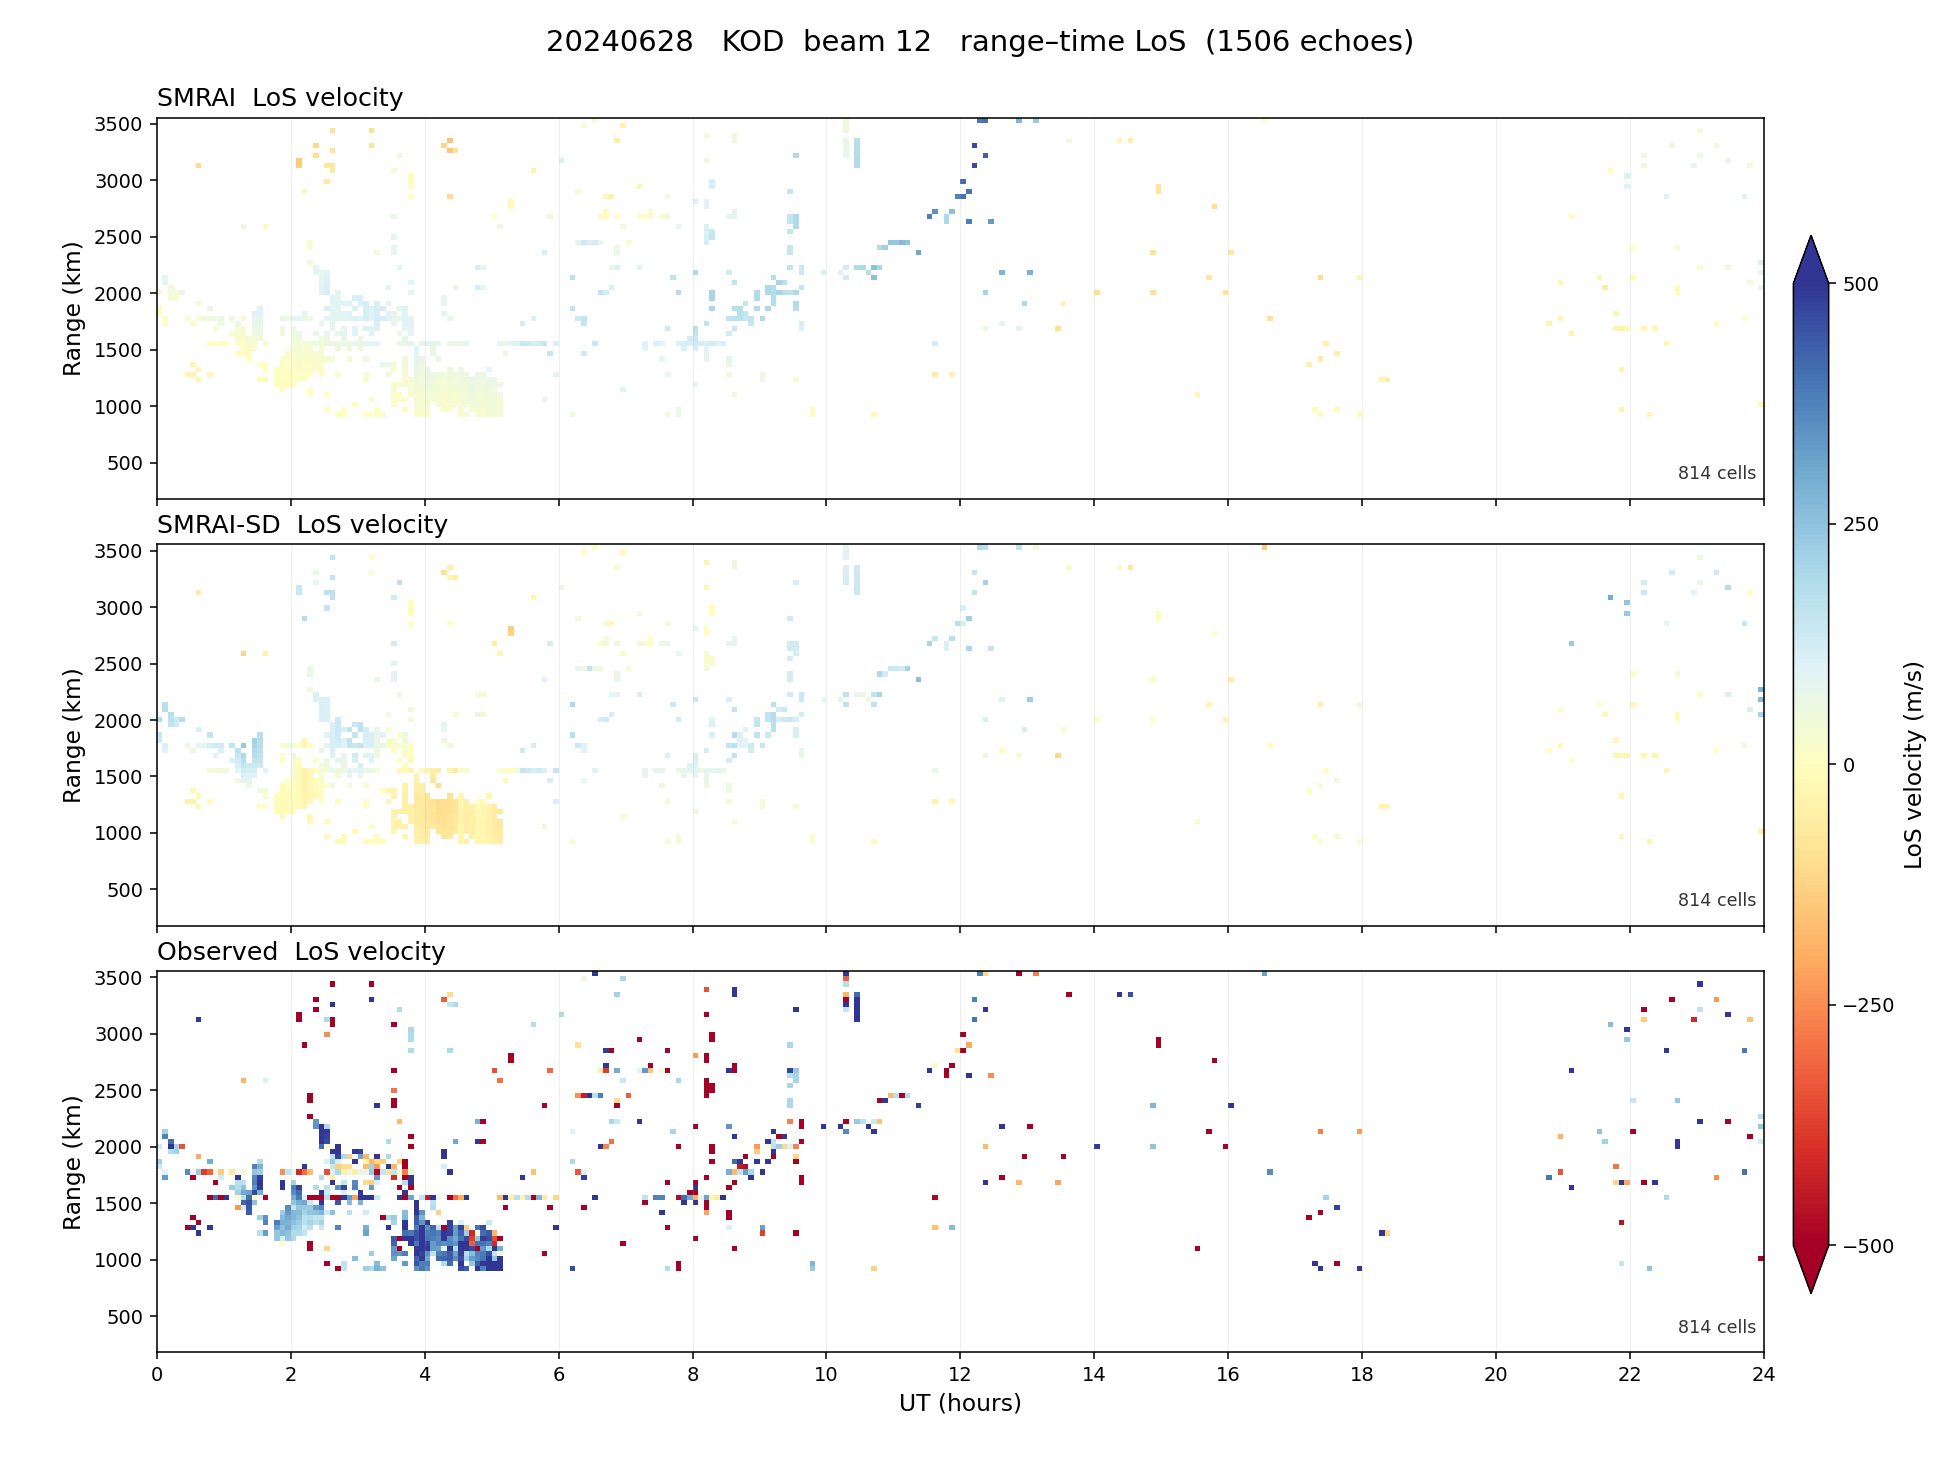 20240628   KOD  beam 12   range–time LoS  (1506 echoes)
SMRAI  LoS velocity
3500
3000
2500
2000
1500
1000
500
Range (km)
814 cells
SMRAI-SD  LoS velocity
3500
3000
2500
2000
1500
1000
500
Range (km)
814 cells
Observed  LoS velocity
3500
3000
2500
2000
1500
1000
500
Range (km)
814 cells
0 2 4 6 8 10 12 14 16 18 20 22 24
UT (hours)
500
250
0
−250
−500
LoS velocity (m/s)